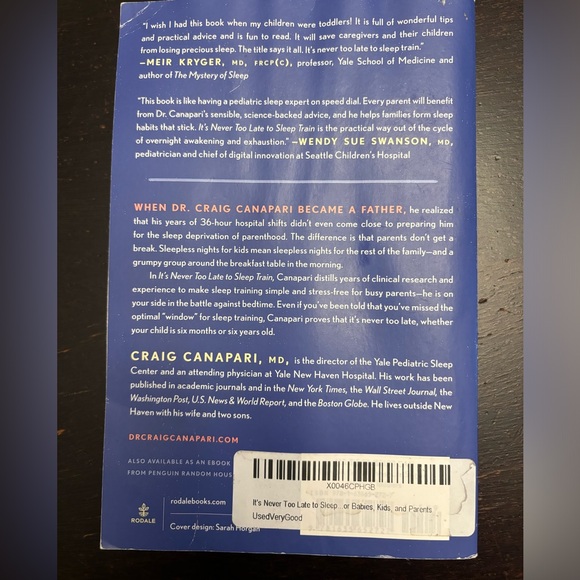 "I wish I had this book when my children were toddlers! It is full of wonderful tips
and practical advice and is fun to read. It will save caregivers and their children
from losing precious sleep. The title says it all. It's never too late to sleep train."
—MEIR KRYGER, MD, FRCP(C), professor, Yale School of Medicine and
author of The Mystery of Sleep
"This book is like having a pediatric sleep expert on speed dial. Every parent will benefit
from Dr. Canapari's sensible, science-backed advice, and he helps families form sleep
habits that stick. It's Never Too Late to Sleep Train is the practical way out of the cycle
of overnight awakening and exhaustion." —WENDY SUE SWANSON, MD,
pediatrician and chief of digital innovation at Seattle Children's Hospital
WHEN DR. CRAIG CANAPARI BECAME A FATHER, he realized
that his years of 36-hour hospital shifts didn't even come close to preparing him
for the sleep deprivation of parenthood. The difference is that parents don't get a
break. Sleepless nights for kids mean sleepless nights for the rest of the family—and a
grumpy group around the breakfast table in the morning.
In It's Never Too Late to Sleep Train, Canapari distills years of clinical research and
experience to make sleep training simple and stress-free for busy parents—he is on
your side in the battle against bedtime. Even if you've been told that you've missed the
optimal "window" for sleep training, Canapari proves that it's never too late, whether
your child is six months or six years old.
CRAIG CANAPARI, MD, is the director of the Yale Pediatric Sleep
Center and an attending physician at Yale New Haven Hospital. His work has been
published in academic journals and in the New York Times, the Wall Street Journal, the
Washington Post, U.S. News & World Report, and the Boston Globe. He lives outside New
Haven with his wife and two sons.
DRCRAIGCANAPARI.COM
ALSO AVAILABLE AS AN EBOOK
FROM PENGUIN RANDOM HOUS
X0046CPHGB
It's Never Too Late to Sleep...or Babies, Kids, and Parents
UsedVeryGood
rodalebooks.com
RODALE
Cover design: Sarah Horgan